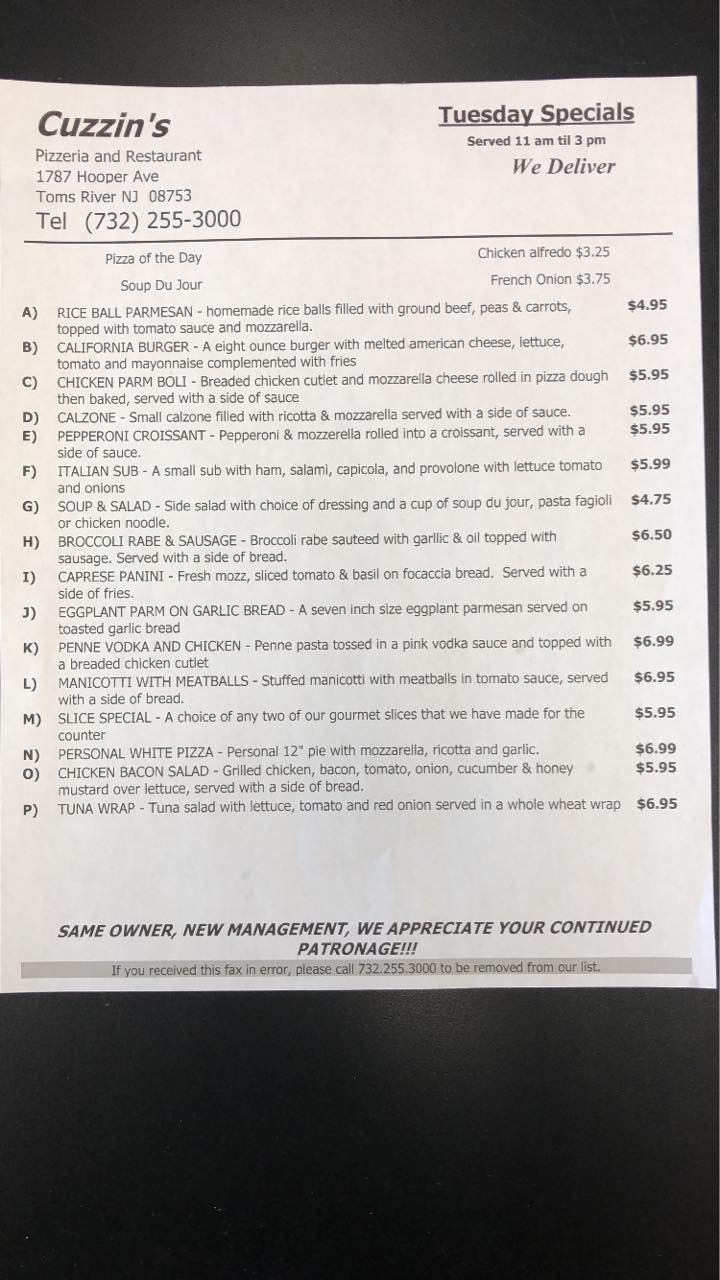 Cuzzin's
Pizzeria and Restaurant
1787 Hooper Ave
Toms River NJ 08753
Tel (732) 255-3000
Tuesday Specials
Served 11 am til 3 pm
We Deliver
Pizza of the Day Chicken alfredo $3.25
Soup Du Jour French Onion $3.75
A) RICE BALL PARMESAN - homemade rice balls filled with ground beef, peas & carrots, $4.95
topped with tomato sauce and mozzarella.
B) CALIFORNIA BURGER - A eight ounce burger with melted american cheese, lettuce, $6.95
tomato and mayonnaise complemented with fries
C) CHICKEN PARM BOLI - Breaded chicken cutlet and mozzarella cheese rolled in pizza dough $5.95
then baked, served with a side of sauce
D) CALZONE - Small calzone filled with ricotta & mozzarella served with a side of sauce. $5.95
E) PEPPERONI CROISSANT - Pepperoni & mozzerella rolled into a croissant, served with a $5.95
side of sauce.
F) ITALIAN SUB - A small sub with ham, salami, capicola, and provolone with lettuce tomato $5.99
and onions
G) SOUP & SALAD - Side salad with choice of dressing and a cup of soup du jour, pasta fagioli $4.75
or chicken noodle.
H) BROCCOLI RABE & SAUSAGE - Broccoli rabe sauteed with garllic & oil topped with $6.50
sausage. Served with a side of bread.
I) CAPRESE PANINI - Fresh mozz, sliced tomato & basil on focaccia bread. Served with a $6.25
side of fries.
J) EGGPLANT PARM ON GARLIC BREAD - A seven inch size eggplant parmesan served on $5.95
toasted garlic bread
K) PENNE VODKA AND CHICKEN - Penne pasta tossed in a pink vodka sauce and topped with $6.99
a breaded chicken cutlet
L) MANICOTTI WITH MEATBALLS - Stuffed manicotti with meatballs in tomato sauce, served $6.95
with a side of bread.
M) SLICE SPECIAL - A choice of any two of our gourmet slices that we have made for the $5.95
counter
N) PERSONAL WHITE PIZZA - Personal 12" pie with mozzarella, ricotta and garlic. $6.99
O) CHICKEN BACON SALAD - Grilled chicken, bacon, tomato, onion, cucumber & honey $5.95
mustard over lettuce, served with a side of bread.
P) TUNA WRAP - Tuna salad with lettuce, tomato and red onion served in a whole wheat wrap $6.95
SAME OWNER, NEW MANAGEMENT, WE APPRECIATE YOUR CONTINUED
PATRONAGE!!!
If you received this fax in error, please call 732.255.3000 to be removed from our list.